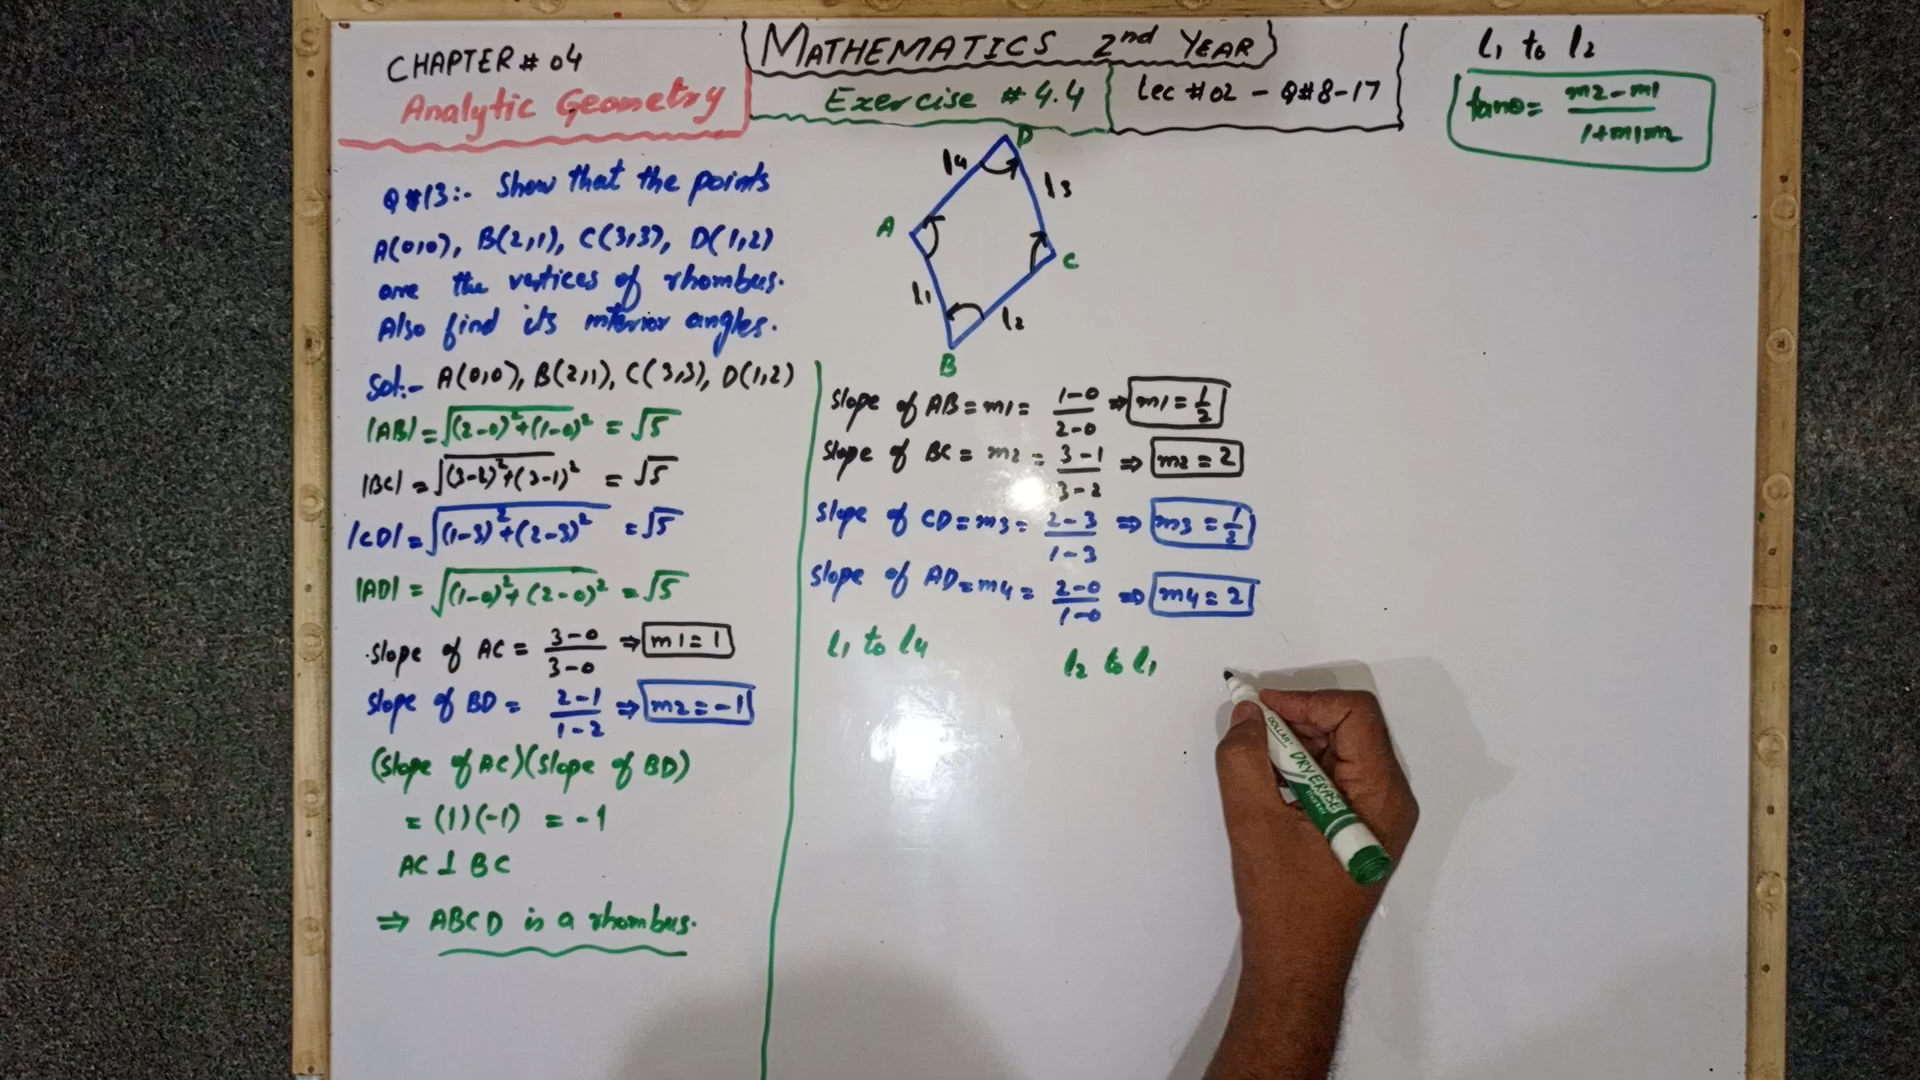 CHAPTER # 04
Analytic Geometry
MATHEMATICS 2nd YEAR
Exercise # 4.4
Lec # 02 - Q# 8-17
l₁ to l₂
tanθ = m2-m1 / 1+m1m2
Q#13:- Show that the points
A(0,0), B(2,1), C(3,3), D(1,2)
are the vertices of rhombus.
Also find its interior angles.
Sol:- A(0,0), B(2,1), C(3,3), D(1,2)
|AB| = √(2-0)²+(1-0)² = √5
|BC| = √(3-2)²+(3-1)² = √5
|CD| = √(1-3)²+(2-3)² = √5
|AD| = √(1-0)²+(2-0)² = √5
Slope of AC = 3-0 / 3-0 ⇒ m1 = 1
Slope of BD = 2-1 / 1-2 ⇒ m2 = -1
(Slope of AC)(Slope of BD)
= (1)(-1) = -1
AC ⊥ BC
⇒ ABCD is a rhombus.
D
l4
l3
A
C
l1
l2
B
Slope of AB = m1 = 1-0 / 2-0 ⇒ m1 = 1/2
Slope of BC = m2 = 3-1 / 3-2 ⇒ m2 = 2
Slope of CD = m3 = 2-3 / 1-3 ⇒ m3 = 1/2
Slope of AD = m4 = 2-0 / 1-0 ⇒ m4 = 2
l₁ to l₄
l₂ to l₁
DOLLAR DRY ERASE marker